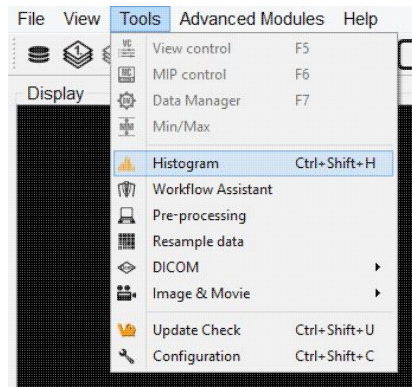 File View Tools Advanced Modules Help
Display
View control F5
MIP control F6
Data Manager F7
Min/Max
Histogram Ctrl+Shift+H
Workflow Assistant
Pre-processing
Resample data
DICOM
Image & Movie
Update Check Ctrl+Shift+U
Configuration Ctrl+Shift+C